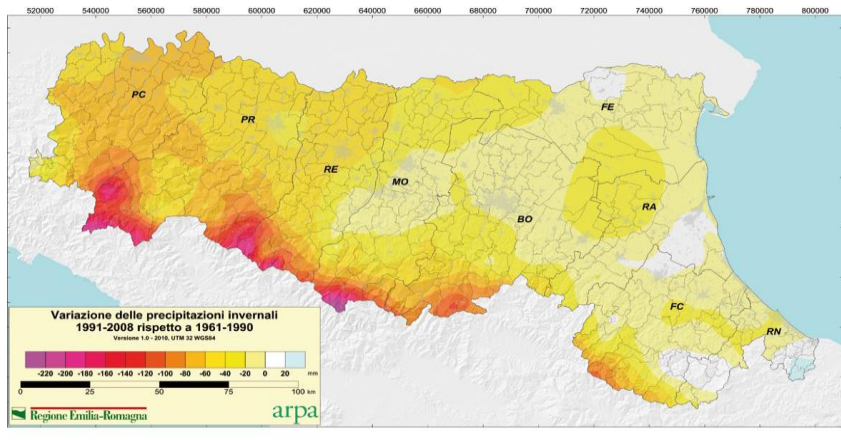 520000 540000 560000 580000 600000 620000 640000 660000 680000 700000 720000 740000 760000 780000 800000
PC
FE
PR
RE
MO
RA
BO
FC
RN
Variazione delle precipitazioni invernali
1991-2008 rispetto a 1961-1990
Versione 1.0 - 2010, UTM 32 WGS84
-220 -200 -180 -160 -140 -120 -100 -80 -60 -40 -20 0 20 mm
0 25 50 75 100 km
Regione Emilia-Romagna
arpa